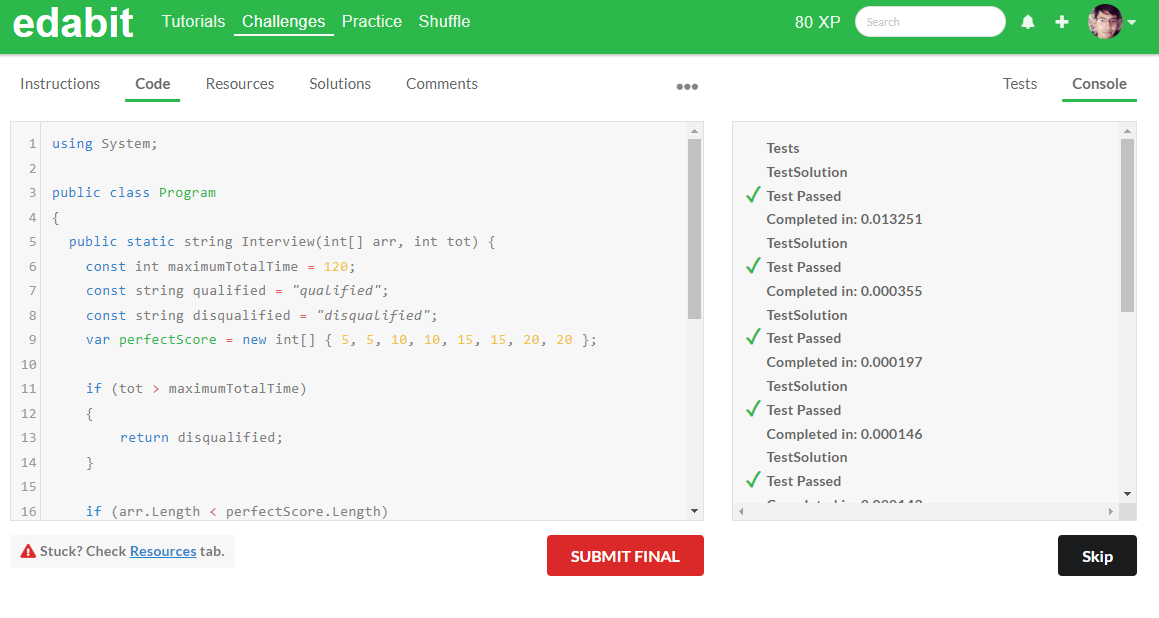 edabit Tutorials Challenges Practice Shuffle 80 XP Search
Instructions Code Resources Solutions Comments ••• Tests Console
1 using System;
2
3 public class Program
4 {
5 public static string Interview(int[] arr, int tot) {
6 const int maximumTotalTime = 120;
7 const string qualified = "qualified";
8 const string disqualified = "disqualified";
9 var perfectScore = new int[] { 5, 5, 10, 10, 15, 15, 20, 20 };
10
11 if (tot > maximumTotalTime)
12 {
13 return disqualified;
14 }
15
16 if (arr.Length < perfectScore.Length)
Tests
TestSolution
Test Passed
Completed in: 0.013251
TestSolution
Test Passed
Completed in: 0.000355
TestSolution
Test Passed
Completed in: 0.000197
TestSolution
Test Passed
Completed in: 0.000146
TestSolution
Test Passed
Completed in:
Stuck? Check Resources tab.
SUBMIT FINAL
Skip